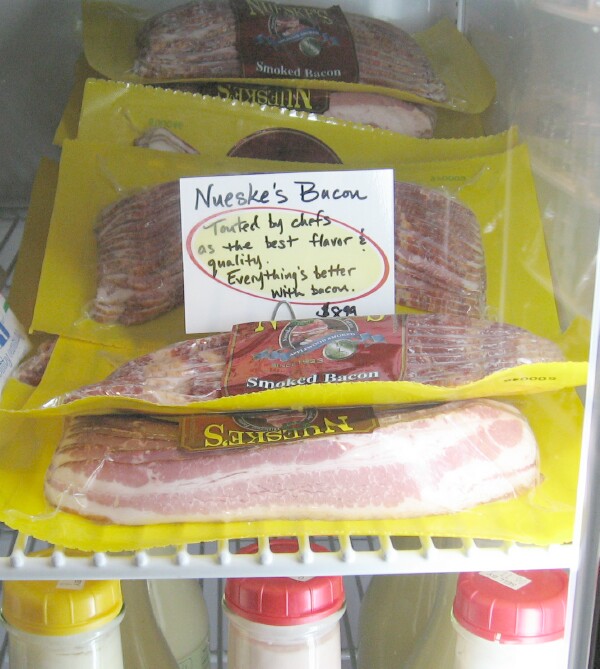 NUESKE'S
Smoked Bacon
NUESKE'S
Nueske's Bacon
Touted by chefs
as the best flavor &
quality.
Everything's better
with bacon.
$8.99
Smoked Bacon
NUESKE'S